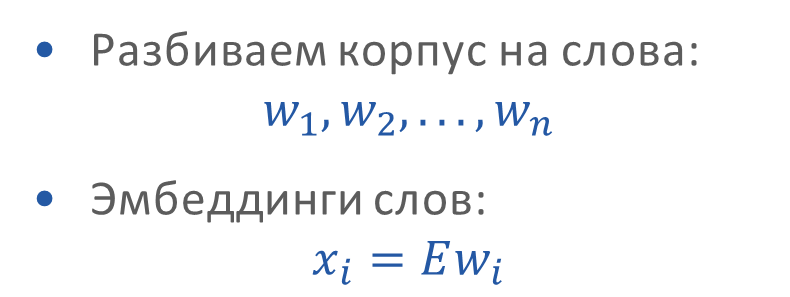 • Разбиваем корпус на слова:
w₁, w₂, . . . , wₙ
• Эмбеддинги слов:
xᵢ = Ewᵢ